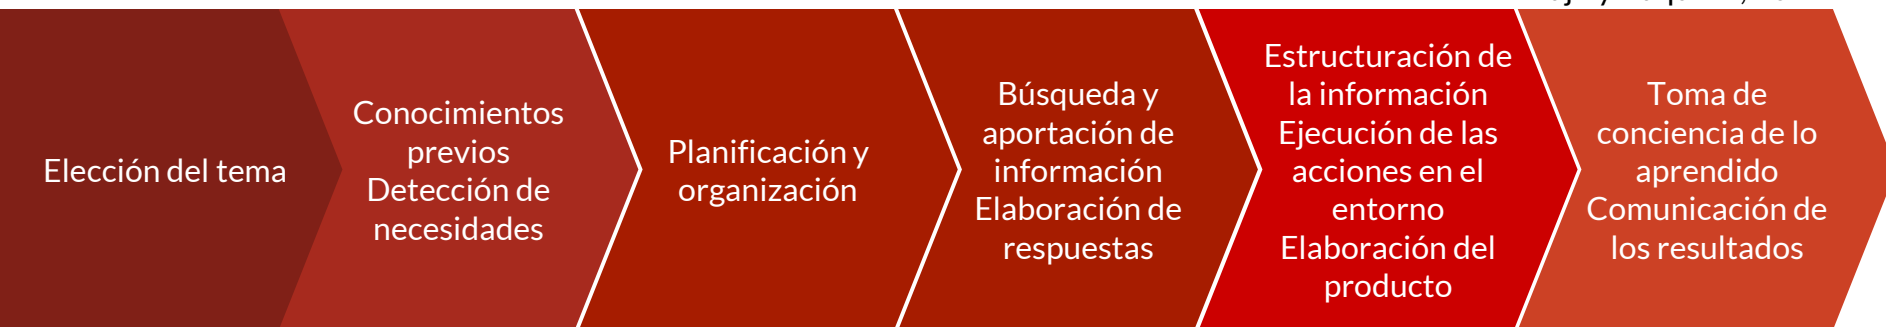 Elección del tema
Conocimientos
previos
Detección de
necesidades
Planificación y
organización
Búsqueda y
aportación de
información
Elaboración de
respuestas
Estructuración de
la información
Ejecución de las
acciones en el
entorno
Elaboración del
producto
Toma de
conciencia de lo
aprendido
Comunicación de
los resultados